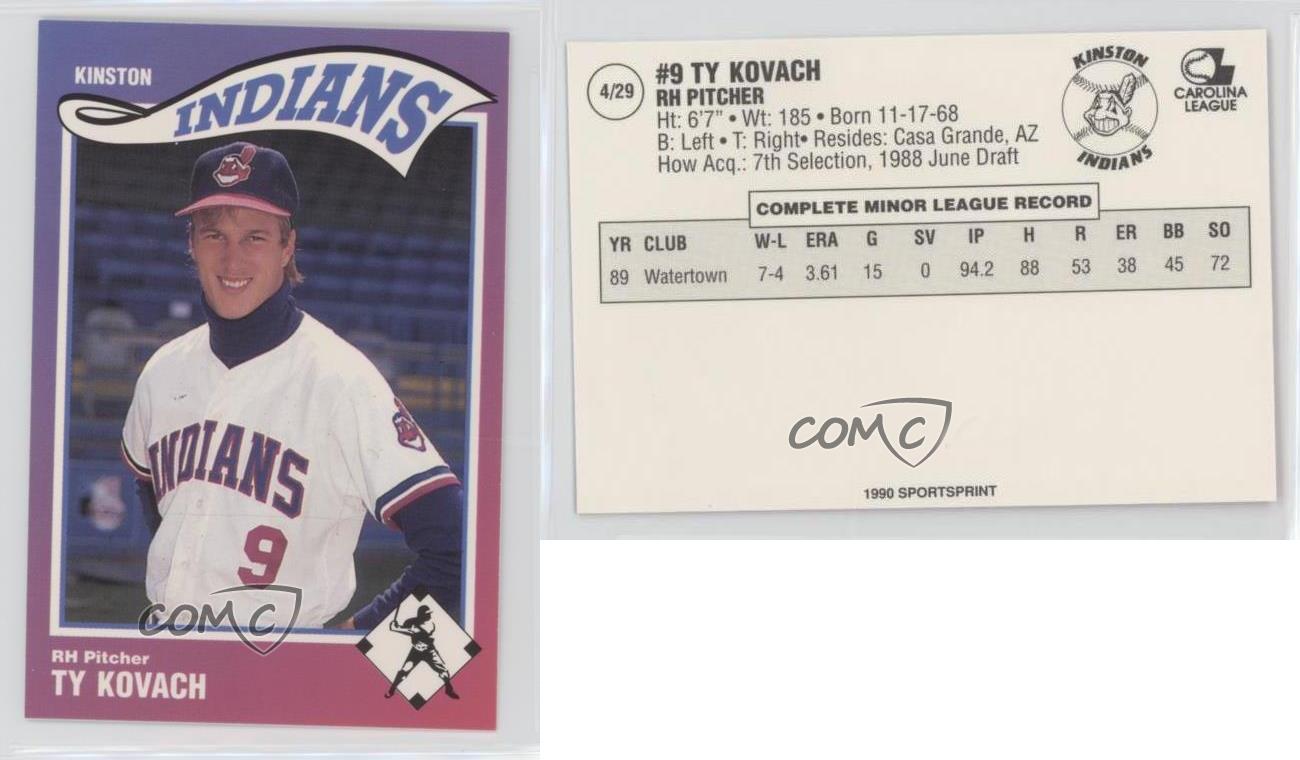 KINSTON
INDIANS
INDIANS
9
COMC
RH Pitcher
TY KOVACH
4/29
#9 TY KOVACH
RH PITCHER
Ht: 6'7" • Wt: 185 • Born 11-17-68
B: Left • T: Right• Resides: Casa Grande, AZ
How Acq.: 7th Selection, 1988 June Draft
KINSTON
INDIANS
CAROLINA
LEAGUE
COMPLETE MINOR LEAGUE RECORD
YR CLUB W-L ERA G SV IP H R ER BB SO
89 Watertown 7-4 3.61 15 0 94.2 88 53 38 45 72
COMC
1990 SPORTSPRINT